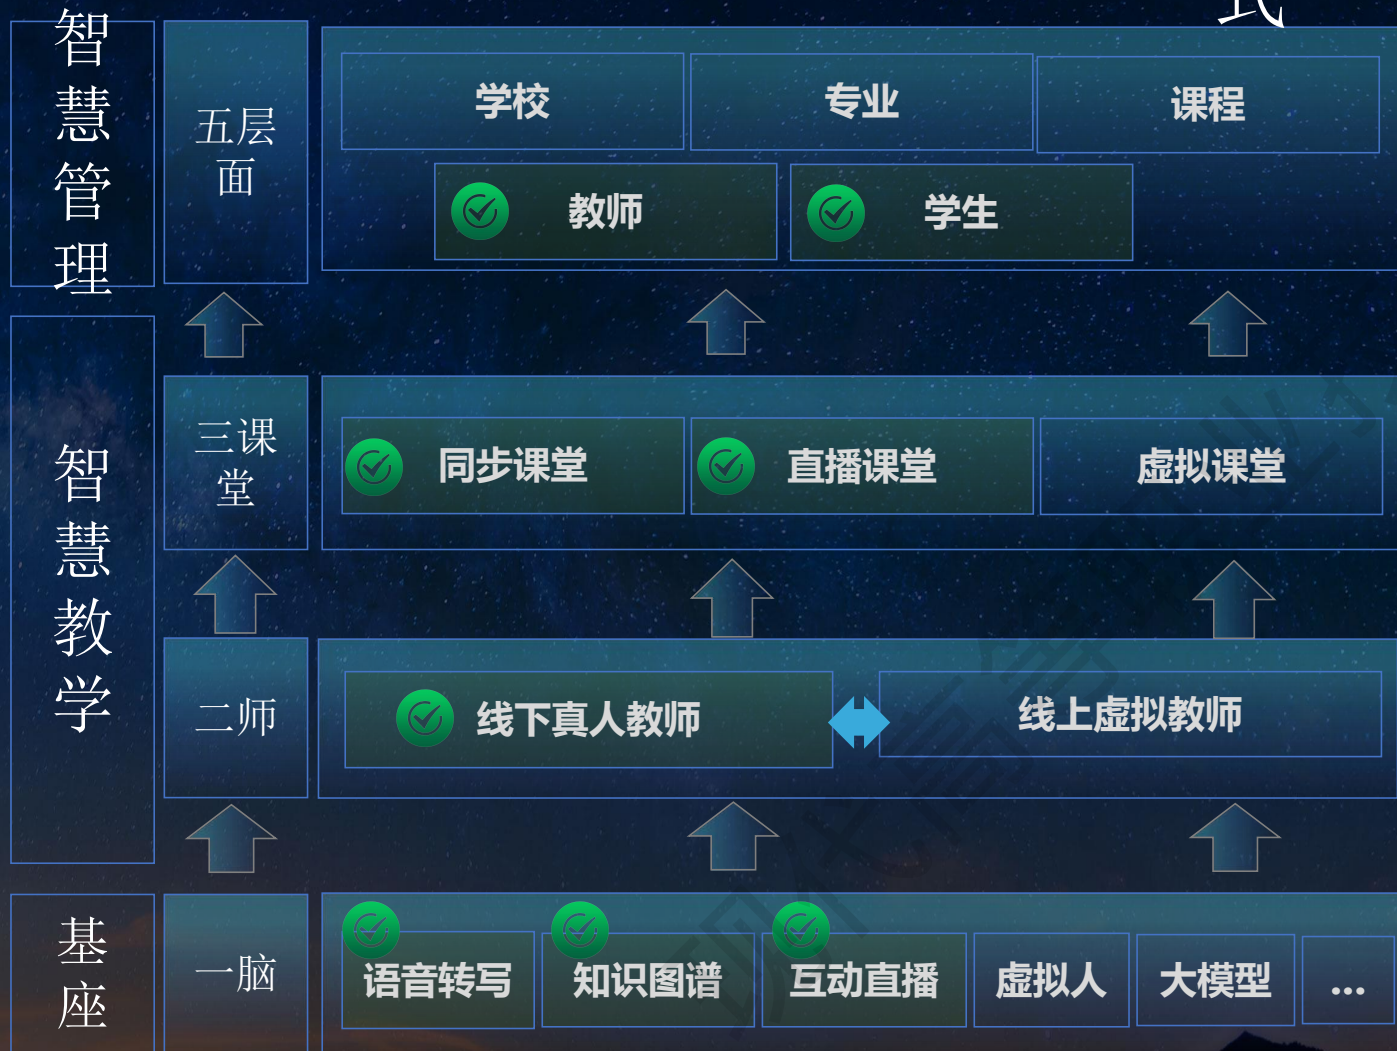 式
智慧管理
五层面
学校
专业
课程
教师
学生
智慧教学
三课堂
同步课堂
直播课堂
虚拟课堂
二师
线下真人教师
线上虚拟教师
基座
一脑
语音转写
知识图谱
互动直播
虚拟人
大模型
...